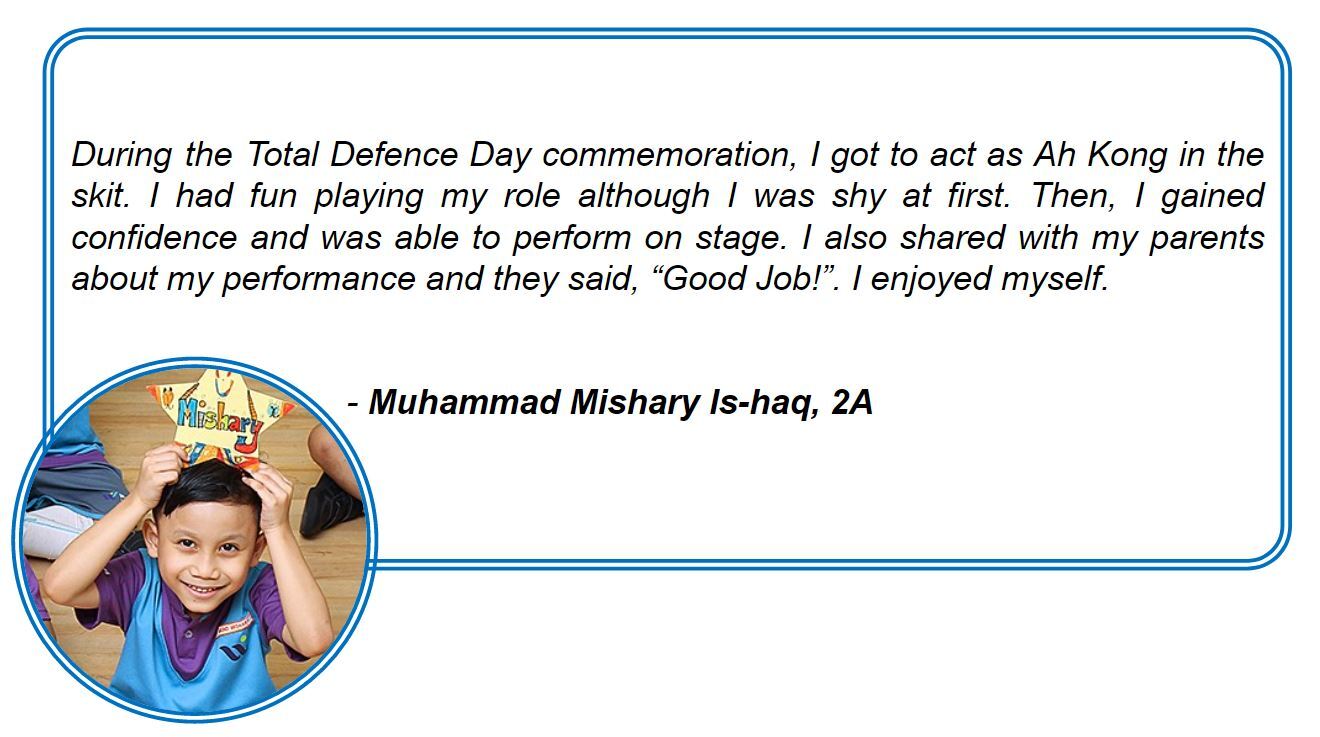 During the Total Defence Day commemoration, I got to act as Ah Kong in the
skit. I had fun playing my role although I was shy at first. Then, I gained
confidence and was able to perform on stage. I also shared with my parents
about my performance and they said, “Good Job!”. I enjoyed myself.
- Muhammad Mishary Is-haq, 2A
Mishary